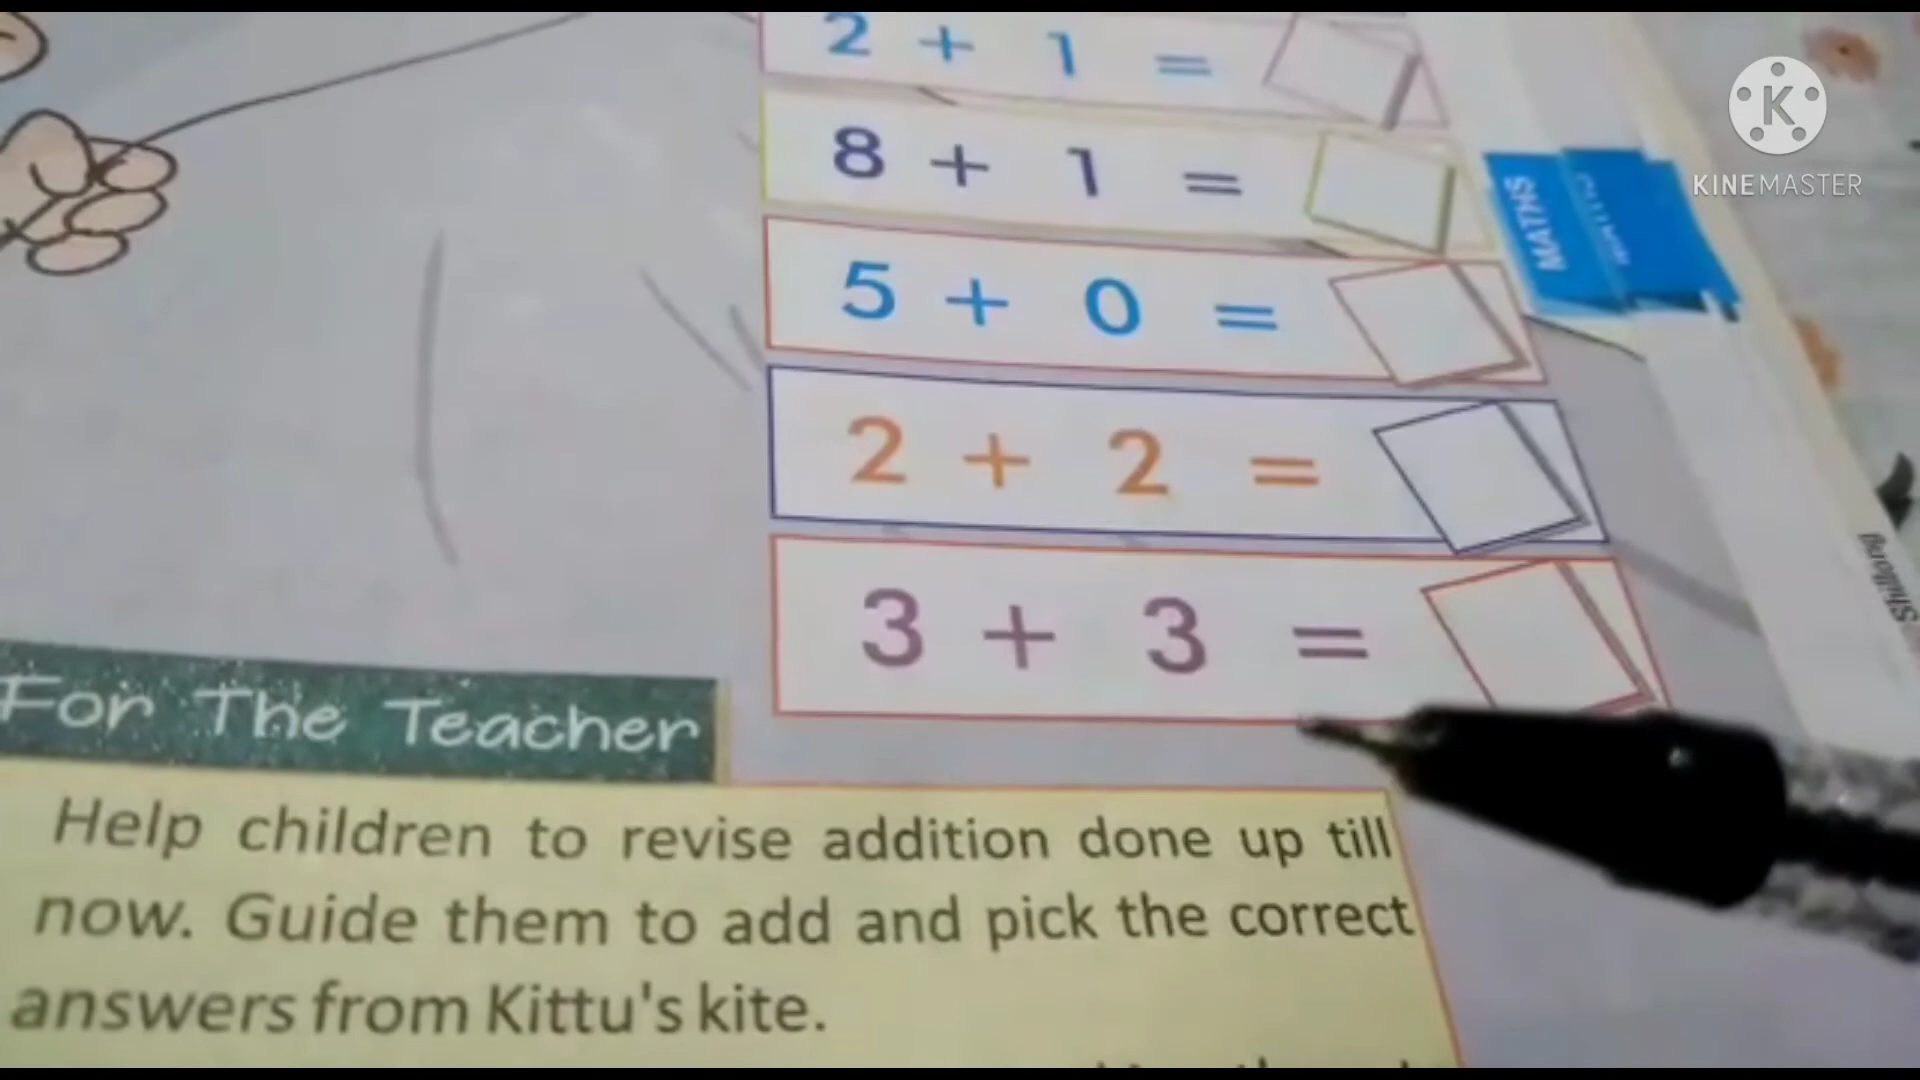 2 + 1 =
8 + 1 =
5 + 0 =
2 + 2 =
3 + 3 =
For The Teacher
Help children to revise addition done up till
now. Guide them to add and pick the correct
answers from Kittu's kite.
MATHS
Shillong
K
KINEMASTER